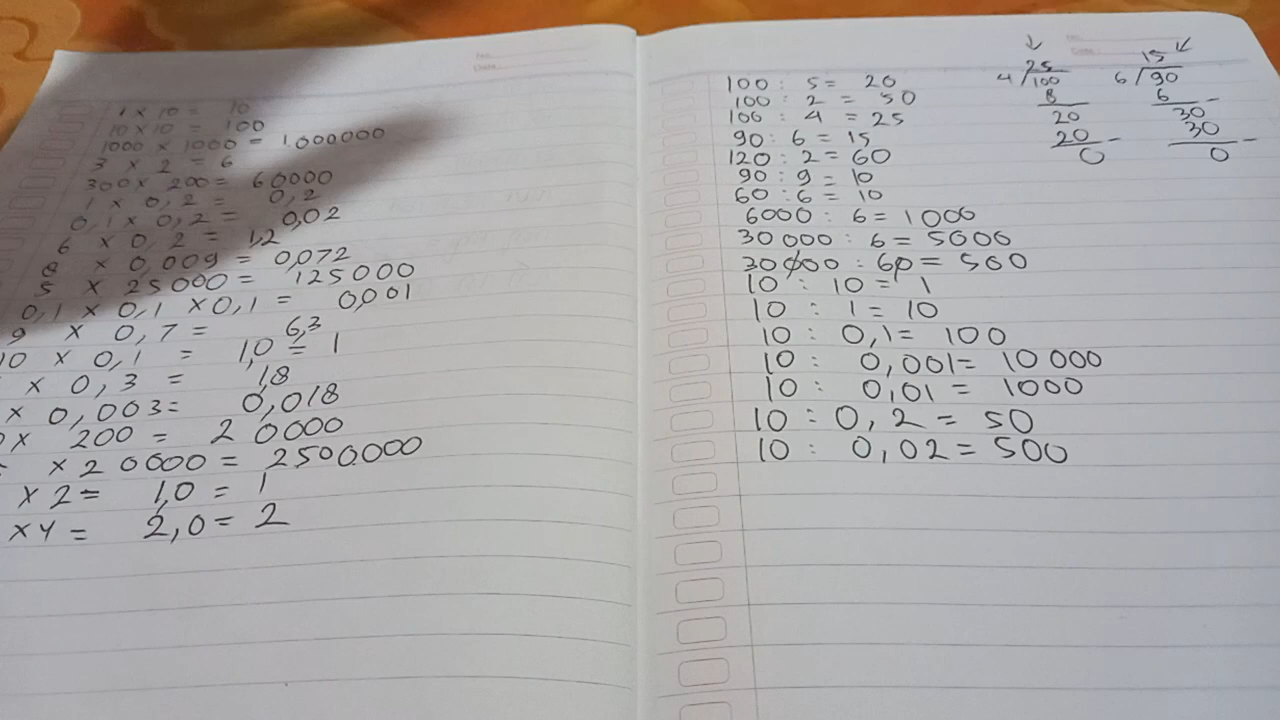 1 x 10 = 10
10 x 10 = 100
1000 x 1000 = 1.000000
3 x 2 = 6
300 x 200 = 60000
1 x 0,2 = 0,2
0,1 x 0,2 = 0,02
6 x 0,2 = 1,2
8 x 0,009 = 0,072
5 x 25000 = 125000
0,1 x 0,1 x 0,1 = 0,001
9 x 0,7 = 6,3
10 x 0,1 = 1,0 = 1
x 0,3 = 1,8
x 0,003 = 0,018
x 200 = 20000
x 20000 = 2500.000
x 2 = 1,0 = 1
x 4 = 2,0 = 2
100 : 5 = 20
100 : 2 = 50
100 : 4 = 25
90 : 6 = 15
120 : 2 = 60
90 : 9 = 10
60 : 6 = 10
6000 : 6 = 1000
30000 : 6 = 5000
30000 : 60 = 500
10 : 10 = 1
10 : 1 = 10
10 : 0,1 = 100
10 : 0,001 = 10000
10 : 0,01 = 1000
10 : 0,2 = 50
10 : 0,02 = 500
25
4 / 100
8
20
20 -
0
15
6 / 90
6 -
30
30 -
0